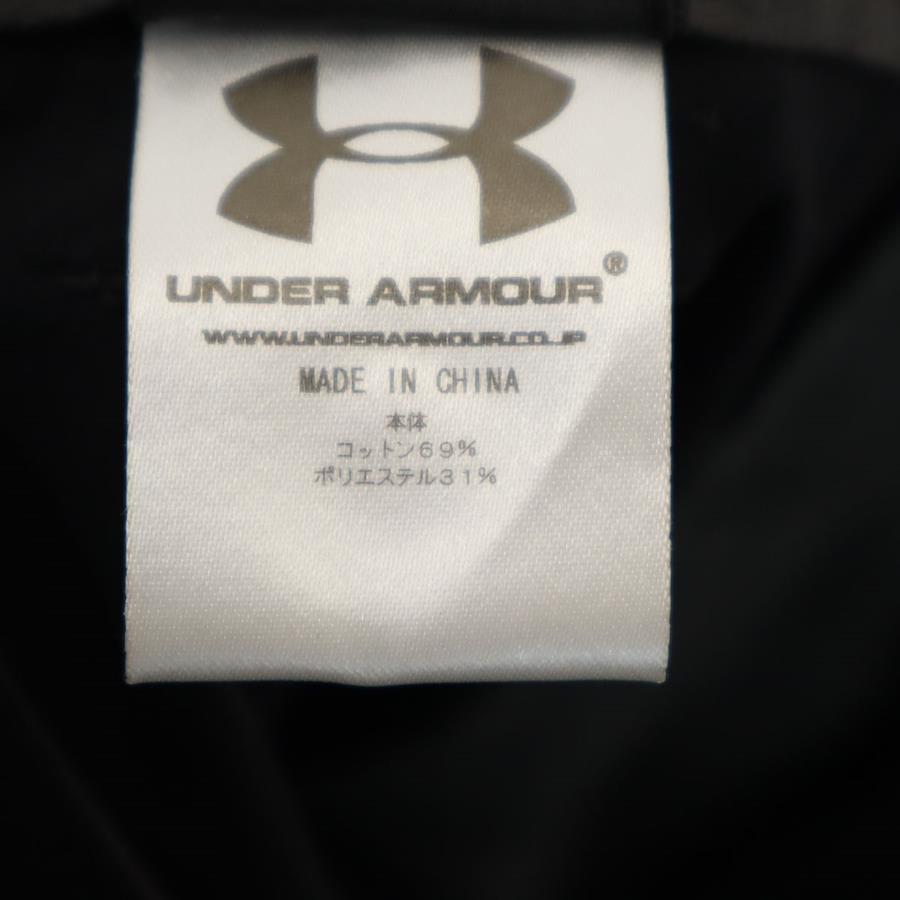 UNDER ARMOUR®
WWW.UNDERARMOUR.CO.JP
MADE IN CHINA
本体
コットン69%
ポリエステル31%